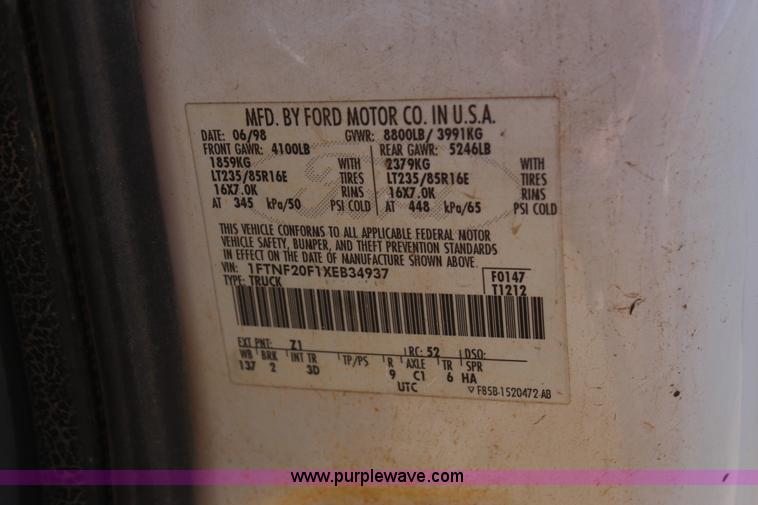 MFD. BY FORD MOTOR CO. IN U.S.A.
DATE: 06/98 GVWR: 8800LB/ 3991KG
FRONT GAWR: 4100LB REAR GAWR: 5246LB
1859KG WITH 2379KG WITH
LT235/85R16E TIRES LT235/85R16E TIRES
16X7.0K RIMS 16X7.0K RIMS
AT 345 kPa/50 PSI COLD AT 448 kPa/65 PSI COLD
THIS VEHICLE CONFORMS TO ALL APPLICABLE FEDERAL MOTOR
VEHICLE SAFETY, BUMPER, AND THEFT PREVENTION STANDARDS
IN EFFECT ON THE DATE OF MANUFACTURE SHOWN ABOVE.
VIN: 1FTNF20F1XEB34937 F0147
TYPE: TRUCK T1212
EXT PNT: Z1 RC: 52 DSO:
WB BRK INT TR TP/PS R AXLE TR SPR
137 2 3D 9 C1 6 HA
UTC F85B-1520472-AB
www.purplewave.com